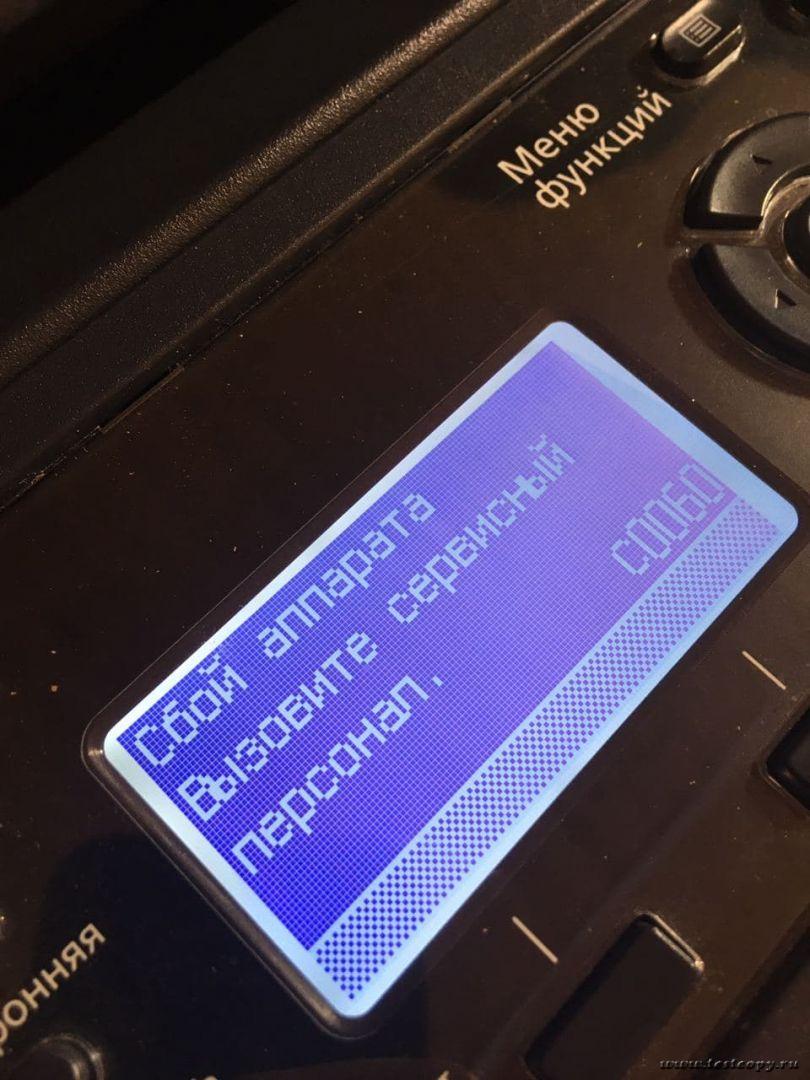 Меню
функций
Сбой аппарата
Вызовите сервисный
персонал.
c0060
ронняя
www.testcopy.ru